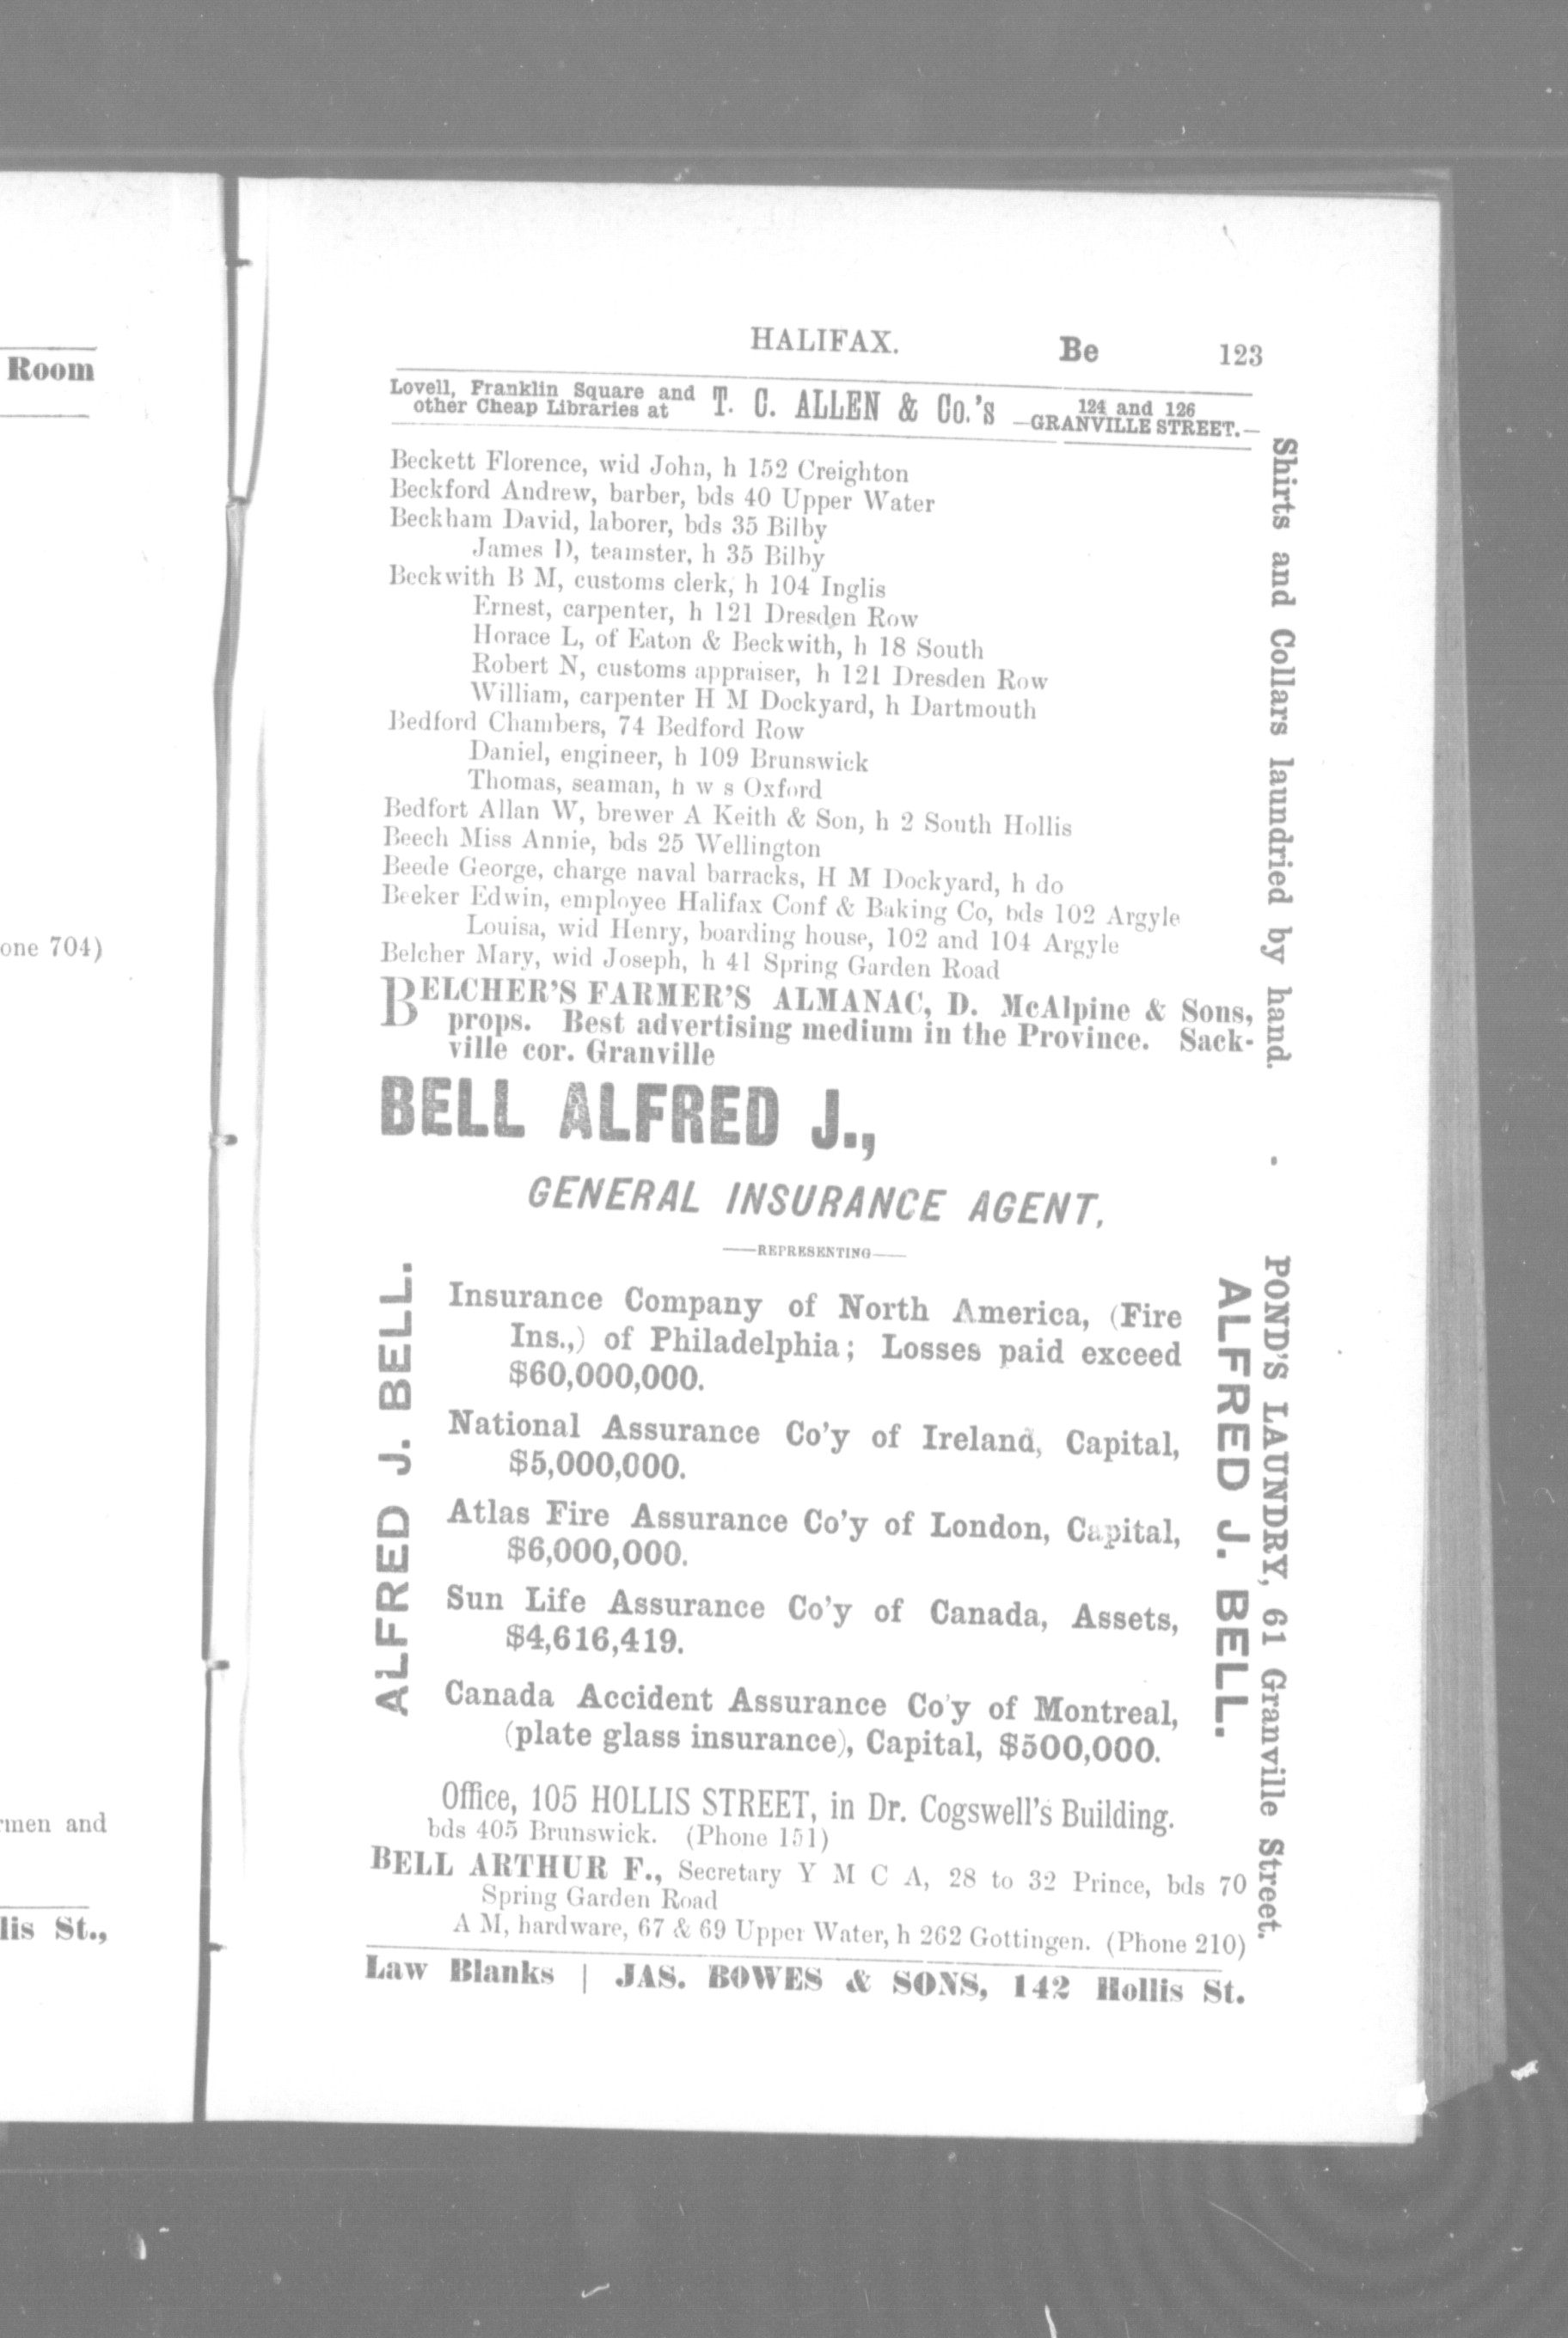 Room
one 704)
rmen and
lis St.,
HALIFAX. Be 123
Lovell, Franklin Square and
other Cheap Libraries at T. C. ALLEN & Co.'s 124 and 126
—GRANVILLE STREET.—
Beckett Florence, wid John, h 152 Creighton
Beckford Andrew, barber, bds 40 Upper Water
Beckham David, laborer, bds 35 Bilby
James D, teamster, h 35 Bilby
Beckwith B M, customs clerk, h 104 Inglis
Ernest, carpenter, h 121 Dresden Row
Horace L, of Eaton & Beckwith, h 18 South
Robert N, customs appraiser, h 121 Dresden Row
William, carpenter H M Dockyard, h Dartmouth
Bedford Chambers, 74 Bedford Row
Daniel, engineer, h 109 Brunswick
Thomas, seaman, h w s Oxford
Bedfort Allan W, brewer A Keith & Son, h 2 South Hollis
Beech Miss Annie, bds 25 Wellington
Beede George, charge naval barracks, H M Dockyard, h do
Beeker Edwin, employee Halifax Conf & Baking Co, bds 102 Argyle
Louisa, wid Henry, boarding house, 102 and 104 Argyle
Belcher Mary, wid Joseph, h 41 Spring Garden Road
BELCHER'S FARMER'S ALMANAC, D. McAlpine & Sons,
props. Best advertising medium in the Province. Sack-
ville cor. Granville
BELL ALFRED J.,
GENERAL INSURANCE AGENT,
——REPRESENTING——
ALFRED J. BELL.
Insurance Company of North America, (Fire
Ins.,) of Philadelphia; Losses paid exceed
$60,000,000.
National Assurance Co'y of Ireland, Capital,
$5,000,000.
Atlas Fire Assurance Co'y of London, Capital,
$6,000,000.
Sun Life Assurance Co'y of Canada, Assets,
$4,616,419.
Canada Accident Assurance Co'y of Montreal,
(plate glass insurance), Capital, $500,000.
ALFRED J. BELL.
Office, 105 HOLLIS STREET, in Dr. Cogswell's Building.
bds 405 Brunswick. (Phone 151)
BELL ARTHUR F., Secretary Y M C A, 28 to 32 Prince, bds 70
Spring Garden Road
A M, hardware, 67 & 69 Upper Water, h 262 Gottingen. (Phone 210)
Law Blanks | JAS. BOWES & SONS, 142 Hollis St.
Shirts and Collars laundried by hand. · POND'S LAUNDRY, 61 Granville Street.